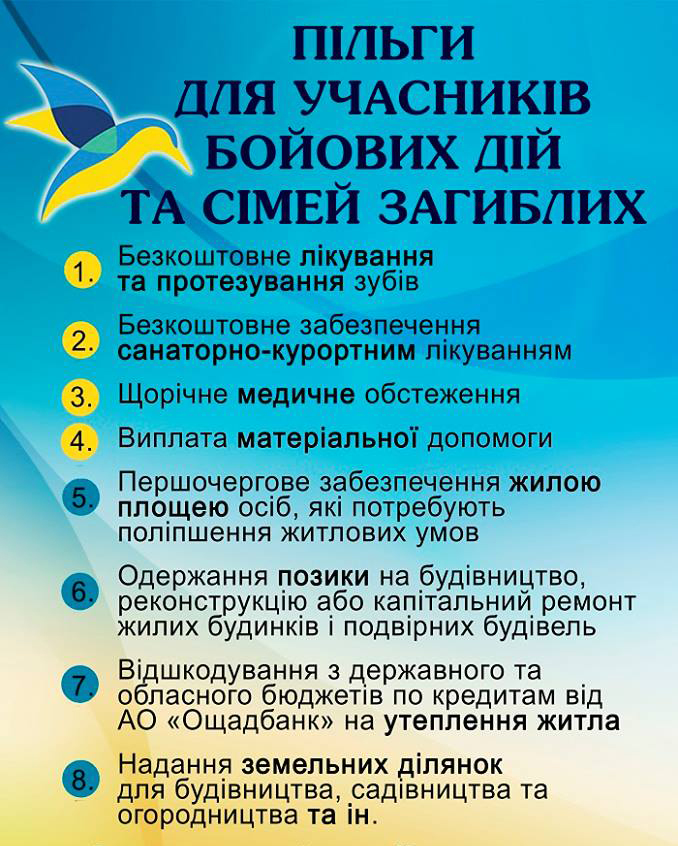 ПІЛЬГИ
ДЛЯ УЧАСНИКІВ
БОЙОВИХ ДІЙ
ТА СІМЕЙ ЗАГИБЛИХ
1. Безкоштовне лікування
та протезування зубів
2. Безкоштовне забезпечення
санаторно-курортним лікуванням
3. Щорічне медичне обстеження
4. Виплата матеріальної допомоги
5. Першочергове забезпечення жилою
площею осіб, які потребують
поліпшення житлових умов
6. Одержання позики на будівництво,
реконструкцію або капітальний ремонт
жилих будинків і подвірних будівель
7. Відшкодування з державного та
обласного бюджетів по кредитам від
АО «Ощадбанк» на утеплення житла
8. Надання земельних ділянок
для будівництва, садівництва та
огородництва та ін.